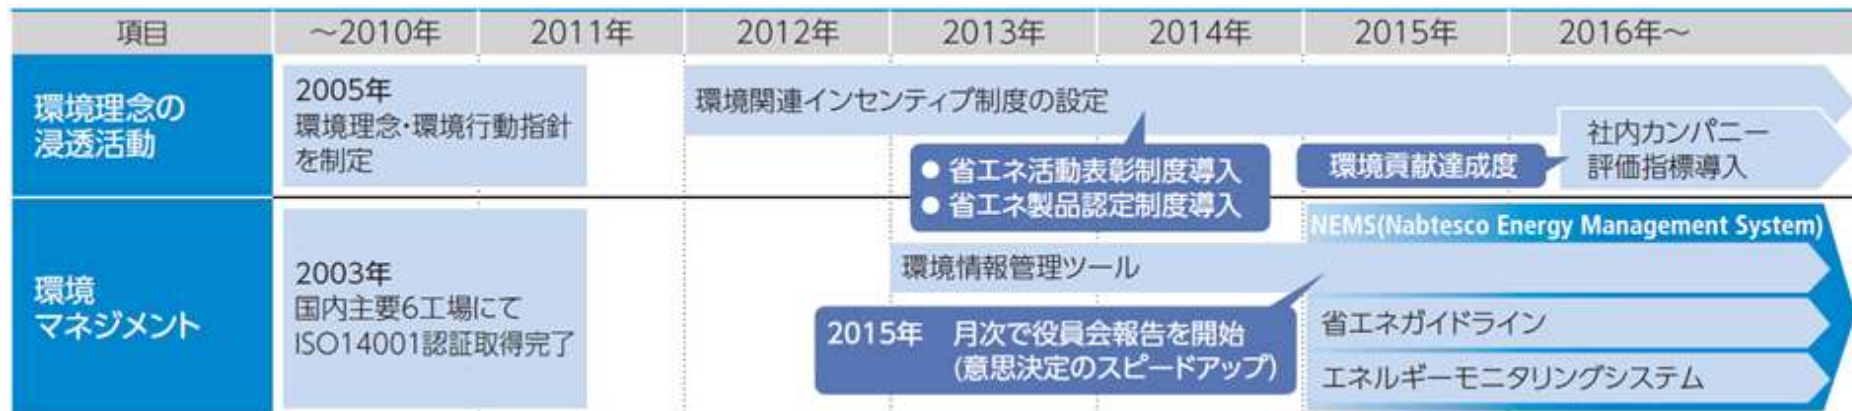 項目 ～2010年 2011年 2012年 2013年 2014年 2015年 2016年～
環境理念の
浸透活動
2005年
環境理念・環境行動指針
を制定
環境関連インセンティブ制度の設定
● 省エネ活動表彰制度導入
● 省エネ製品認定制度導入
環境貢献達成度
社内カンパニー
評価指標導入
環境
マネジメント
2003年
国内主要6工場にて
ISO14001認証取得完了
NEMS(Nabtesco Energy Management System)
環境情報管理ツール
2015年 月次で役員会報告を開始
(意思決定のスピードアップ)
省エネガイドライン
エネルギーモニタリングシステム